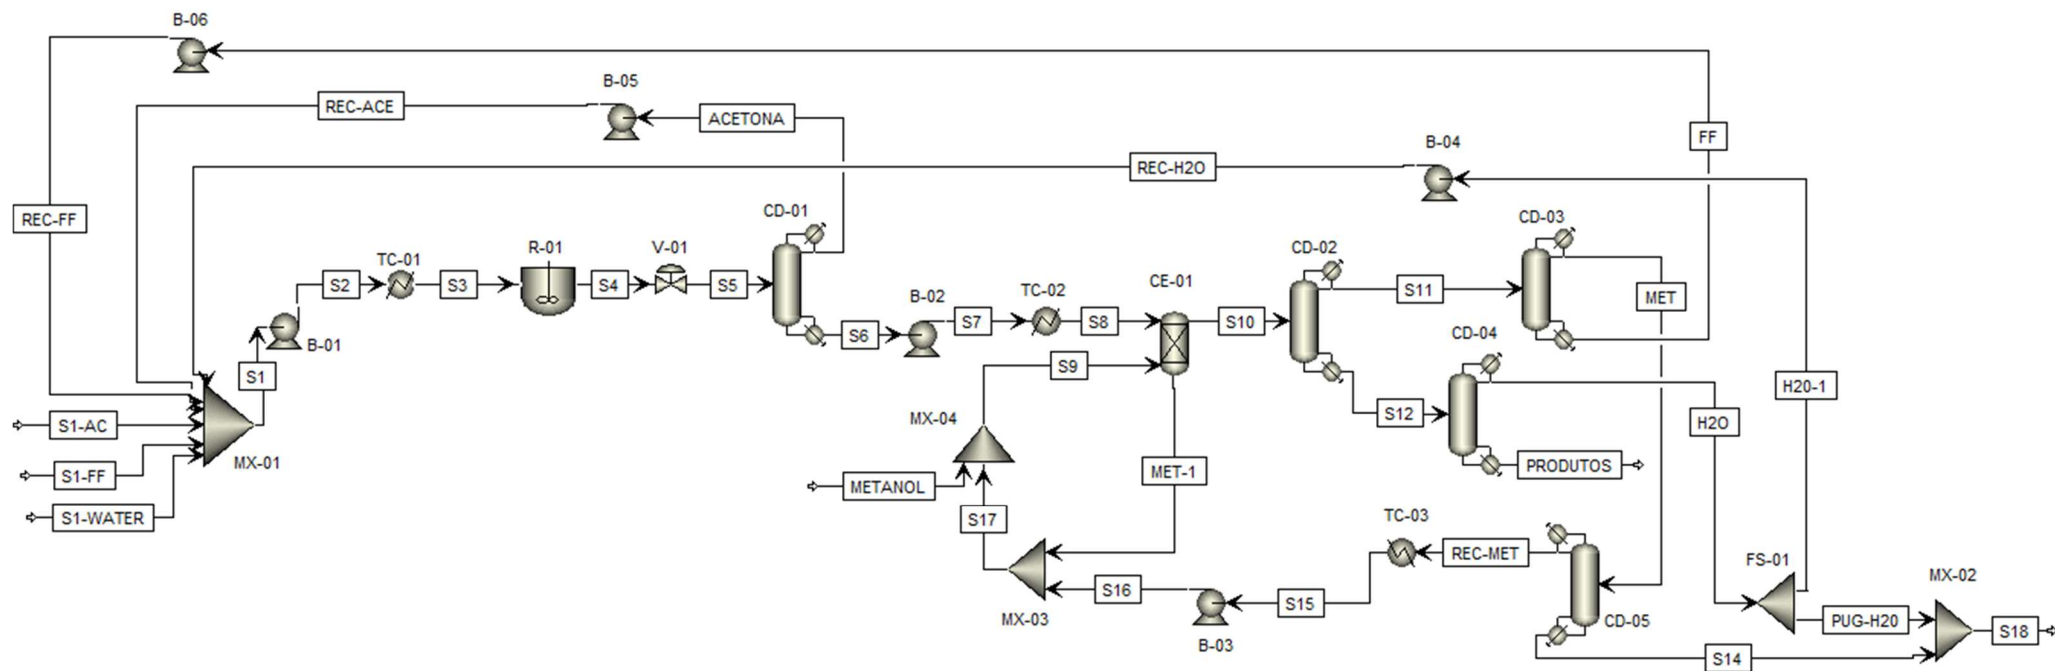 B-06
B-05
REC-ACE
ACETONA
FF
B-04
REC-H2O
REC-FF
CD-01
CD-03
R-01
V-01
CD-02
TC-01
S2
S3
S4
S5
CE-01
S11
MET
B-02
TC-02
S7
S8
S10
S6
B-01
CD-04
S9
S1
H20-1
S12
H2O
MX-04
S1-AC
MX-01
PRODUTOS
S1-FF
MET-1
METANOL
S1-WATER
S17
TC-03
REC-MET
FS-01
MX-02
S16
S15
MX-03
CD-05
PUG-H20
S18
B-03
S14